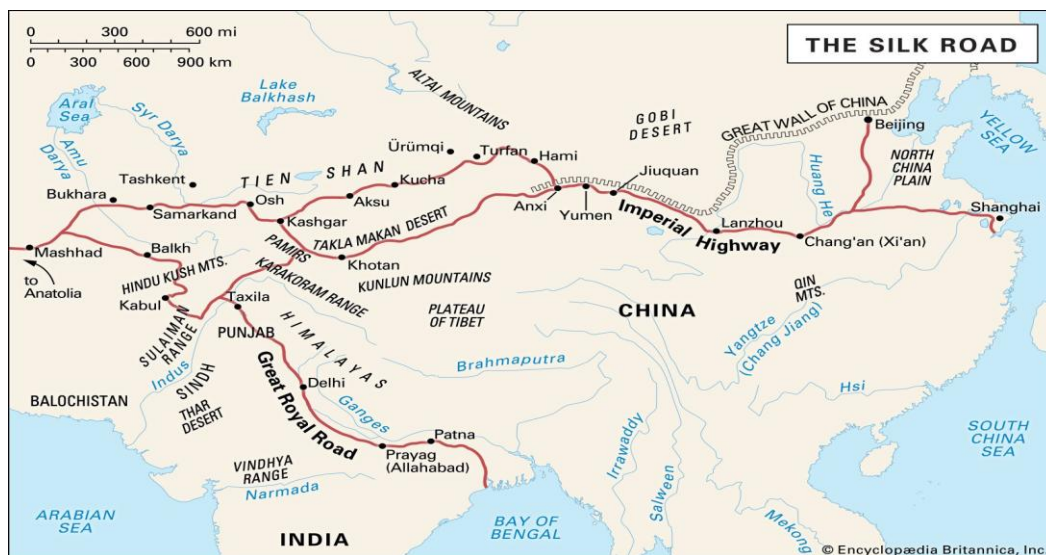 0 300 600 mi
0 300 600 900 km
THE SILK ROAD
Aral
Sea
Syr Darya
Lake
Balkhash
ALTAI MOUNTAINS
GOBI
DESERT
GREAT WALL OF CHINA
Beijing
YELLOW
SEA
Amu
Darya
Tashkent
TIEN SHAN
Ürümqi
Turfan
Hami
Huang He
NORTH
CHINA
PLAIN
Bukhara
Samarkand
Osh
Kucha
Aksu
Kashgar
Anxi
Yumen
Jiuquan
Imperial Highway
Lanzhou
Chang'an (Xi'an)
Shanghai
Mashhad
to
Anatolia
Balkh
PAMIRS
TAKLA MAKAN DESERT
Khotan
HINDU KUSH MTS.
Kabul
KARAKORAM RANGE
KUNLUN MOUNTAINS
Taxila
PLATEAU
OF TIBET
CHINA
QIN
MTS.
Yangtze
(Chang Jiang)
SULAIMAN
RANGE
PUNJAB
HIMALAYAS
Indus
SINDH
Great Royal Road
Brahmaputra
BALOCHISTAN
THAR
DESERT
Delhi
Ganges
Hsi
Patna
Prayag
(Allahabad)
Irrawaddy
Salween
SOUTH
CHINA
SEA
VINDHYA
RANGE
Narmada
ARABIAN
SEA
INDIA
BAY OF
BENGAL
Mekong
© Encyclopædia Britannica, Inc